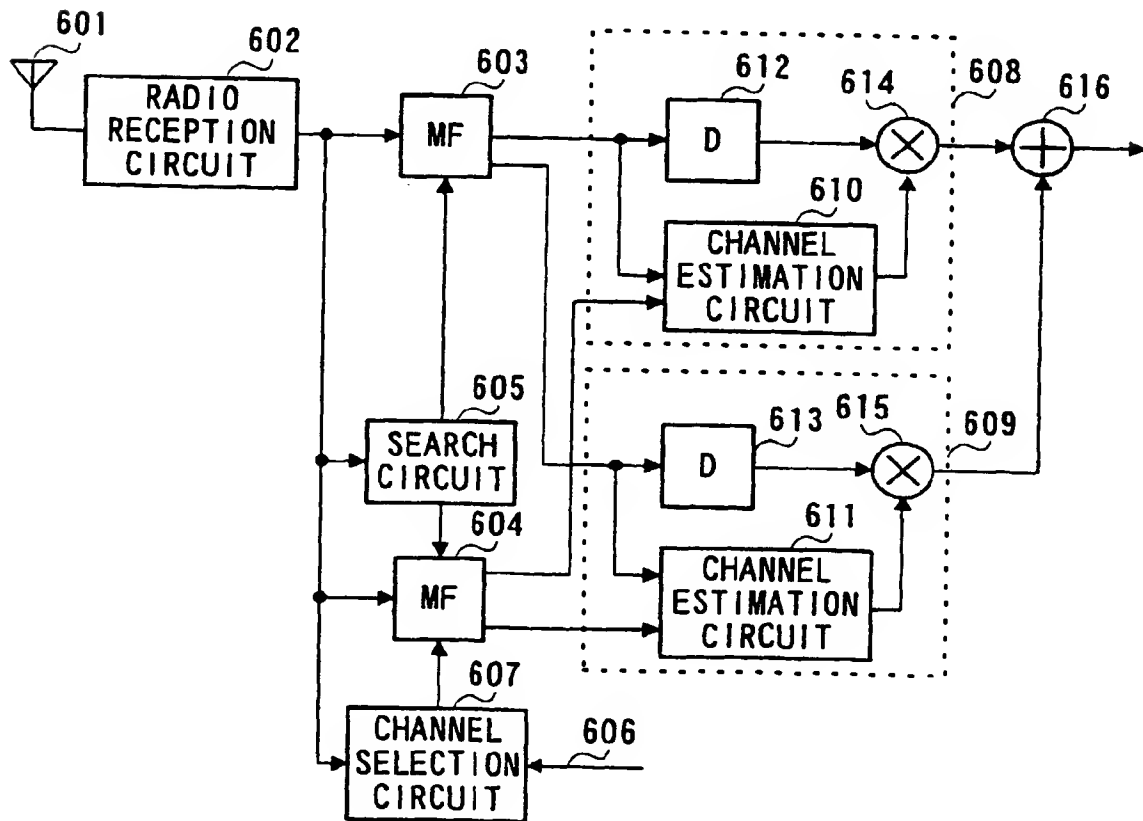 601
602
RADIO
RECEPTION
CIRCUIT
603
MF
612
D
614
608
616
610
CHANNEL
ESTIMATION
CIRCUIT
605
SEARCH
CIRCUIT
604
MF
613
D
615
609
611
CHANNEL
ESTIMATION
CIRCUIT
607
CHANNEL
SELECTION
CIRCUIT
606